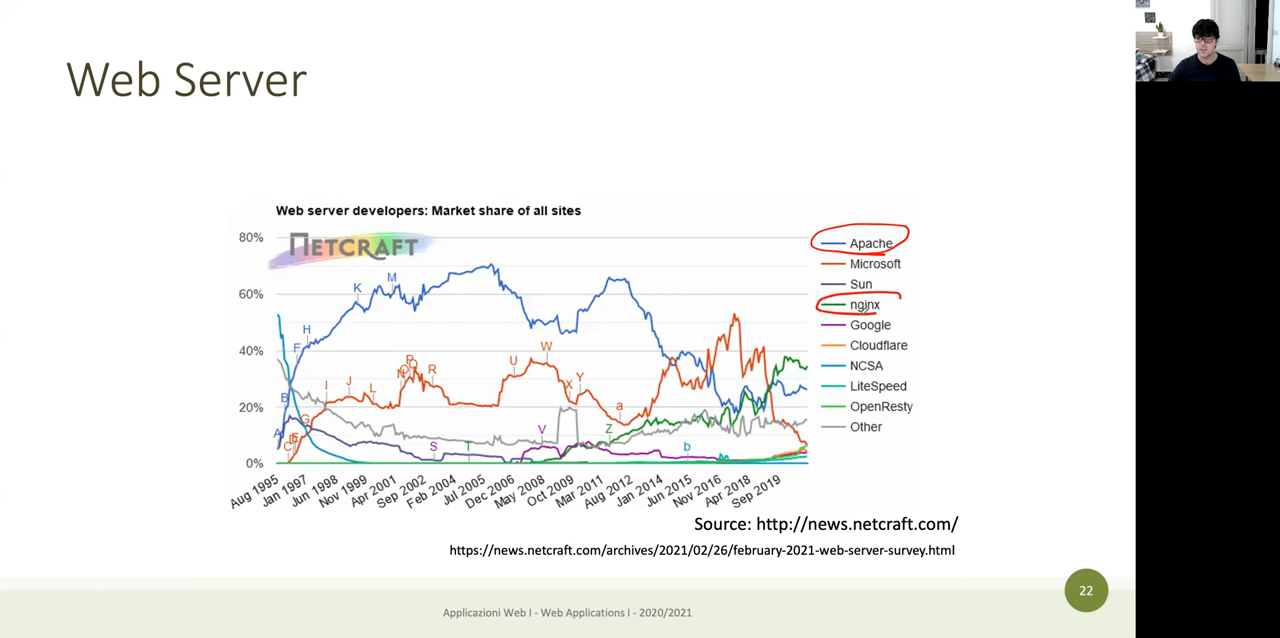 Web Server
Web server developers: Market share of all sites
NETCRAFT
80%
60%
40%
20%
0%
A
B
C
D
E
F
G
H
I
J
K
L
M
N
O
P
Q
R
S
T
U
V
W
X
Y
Z
a
b
Aug 1995
Jan 1997
Jun 1998
Nov 1999
Apr 2001
Sep 2002
Feb 2004
Jul 2005
Dec 2006
May 2008
Oct 2009
Mar 2011
Aug 2012
Jan 2014
Jun 2015
Nov 2016
Apr 2018
Sep 2019
Apache
Microsoft
Sun
nginx
Google
Cloudflare
NCSA
LiteSpeed
OpenResty
Other
Source: http://news.netcraft.com/
https://news.netcraft.com/archives/2021/02/26/february-2021-web-server-survey.html
22
Applicazioni Web I - Web Applications I - 2020/2021